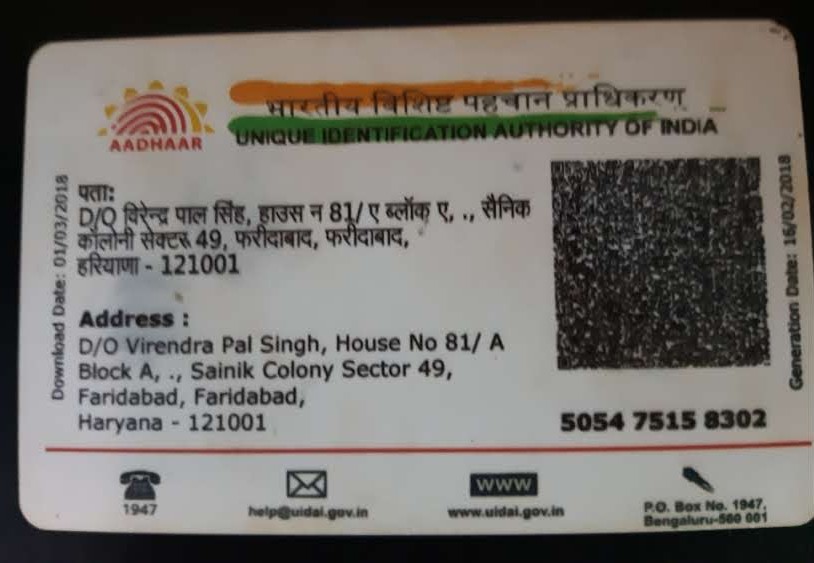 भारतीय विशिष्ट पहचान प्राधिकरण
UNIQUE IDENTIFICATION AUTHORITY OF INDIA
AADHAAR
Download Date: 01/03/2018
पता:
D/O विरेन्द्र पाल सिंह, हाउस न 81/ ए ब्लॉक ए, ., सैनिक
कॉलोनी सेक्टर 49, फरीदाबाद, फरीदाबाद,
हरियाणा - 121001
Address :
D/O Virendra Pal Singh, House No 81/ A
Block A, ., Sainik Colony Sector 49,
Faridabad, Faridabad,
Haryana - 121001
Generation Date: 16/02/2018
5054 7515 8302
1947
help@uidai.gov.in
www
www.uidai.gov.in
P.O. Box No. 1947,
Bengaluru-560 001